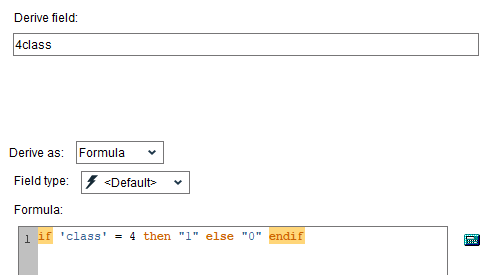 Derive field:
4class
Derive as: Formula
Field type: <Default>
Formula:
1 if 'class' = 4 then "1" else "0" endif